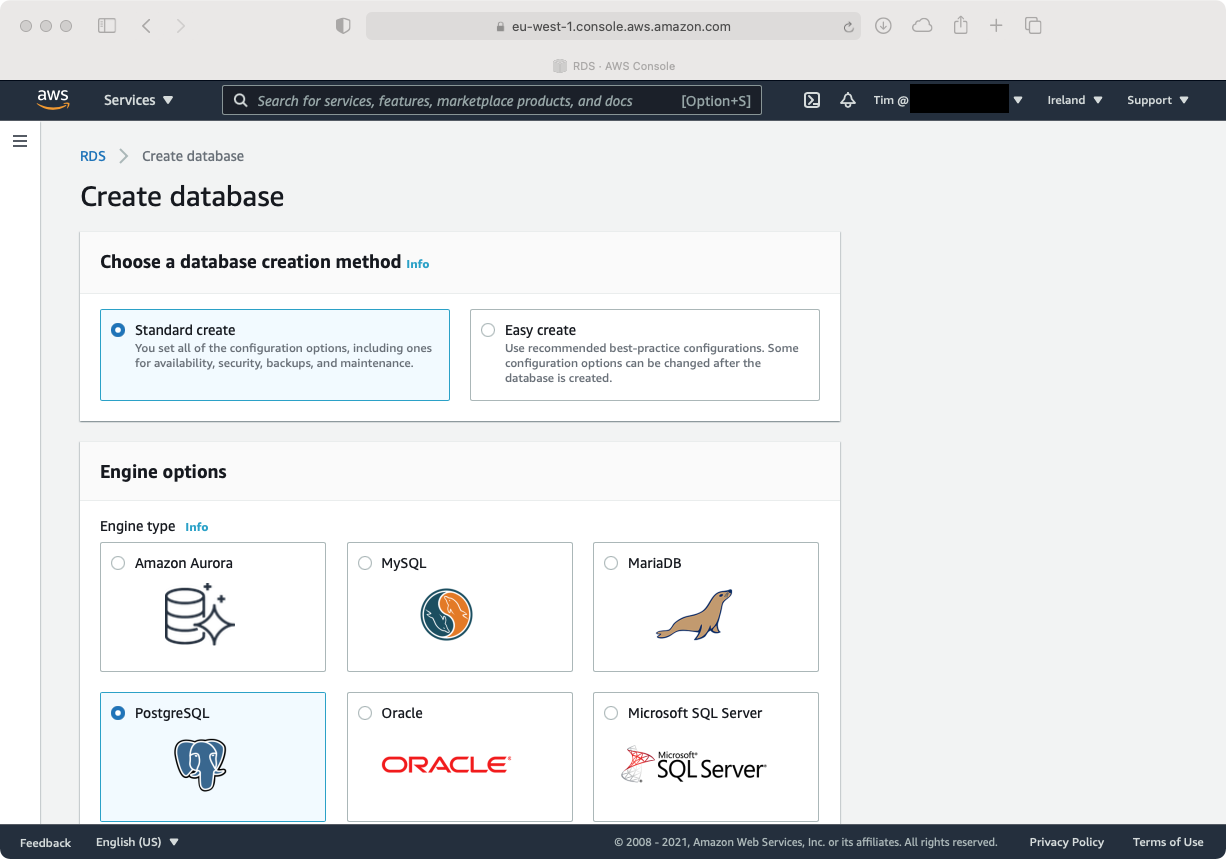 eu-west-1.console.aws.amazon.com
RDS · AWS Console
aws
Services
Search for services, features, marketplace products, and docs
[Option+S]
Tim @
Ireland
Support
RDS
Create database
Create database
Choose a database creation method Info
Standard create
You set all of the configuration options, including ones
for availability, security, backups, and maintenance.
Easy create
Use recommended best-practice configurations. Some
configuration options can be changed after the
database is created.
Engine options
Engine type Info
Amazon Aurora
MySQL
MariaDB
PostgreSQL
Oracle
ORACLE®
Microsoft SQL Server
Microsoft®
SQL Server®
Feedback
English (US)
© 2008 - 2021, Amazon Web Services, Inc. or its affiliates. All rights reserved.
Privacy Policy
Terms of Use